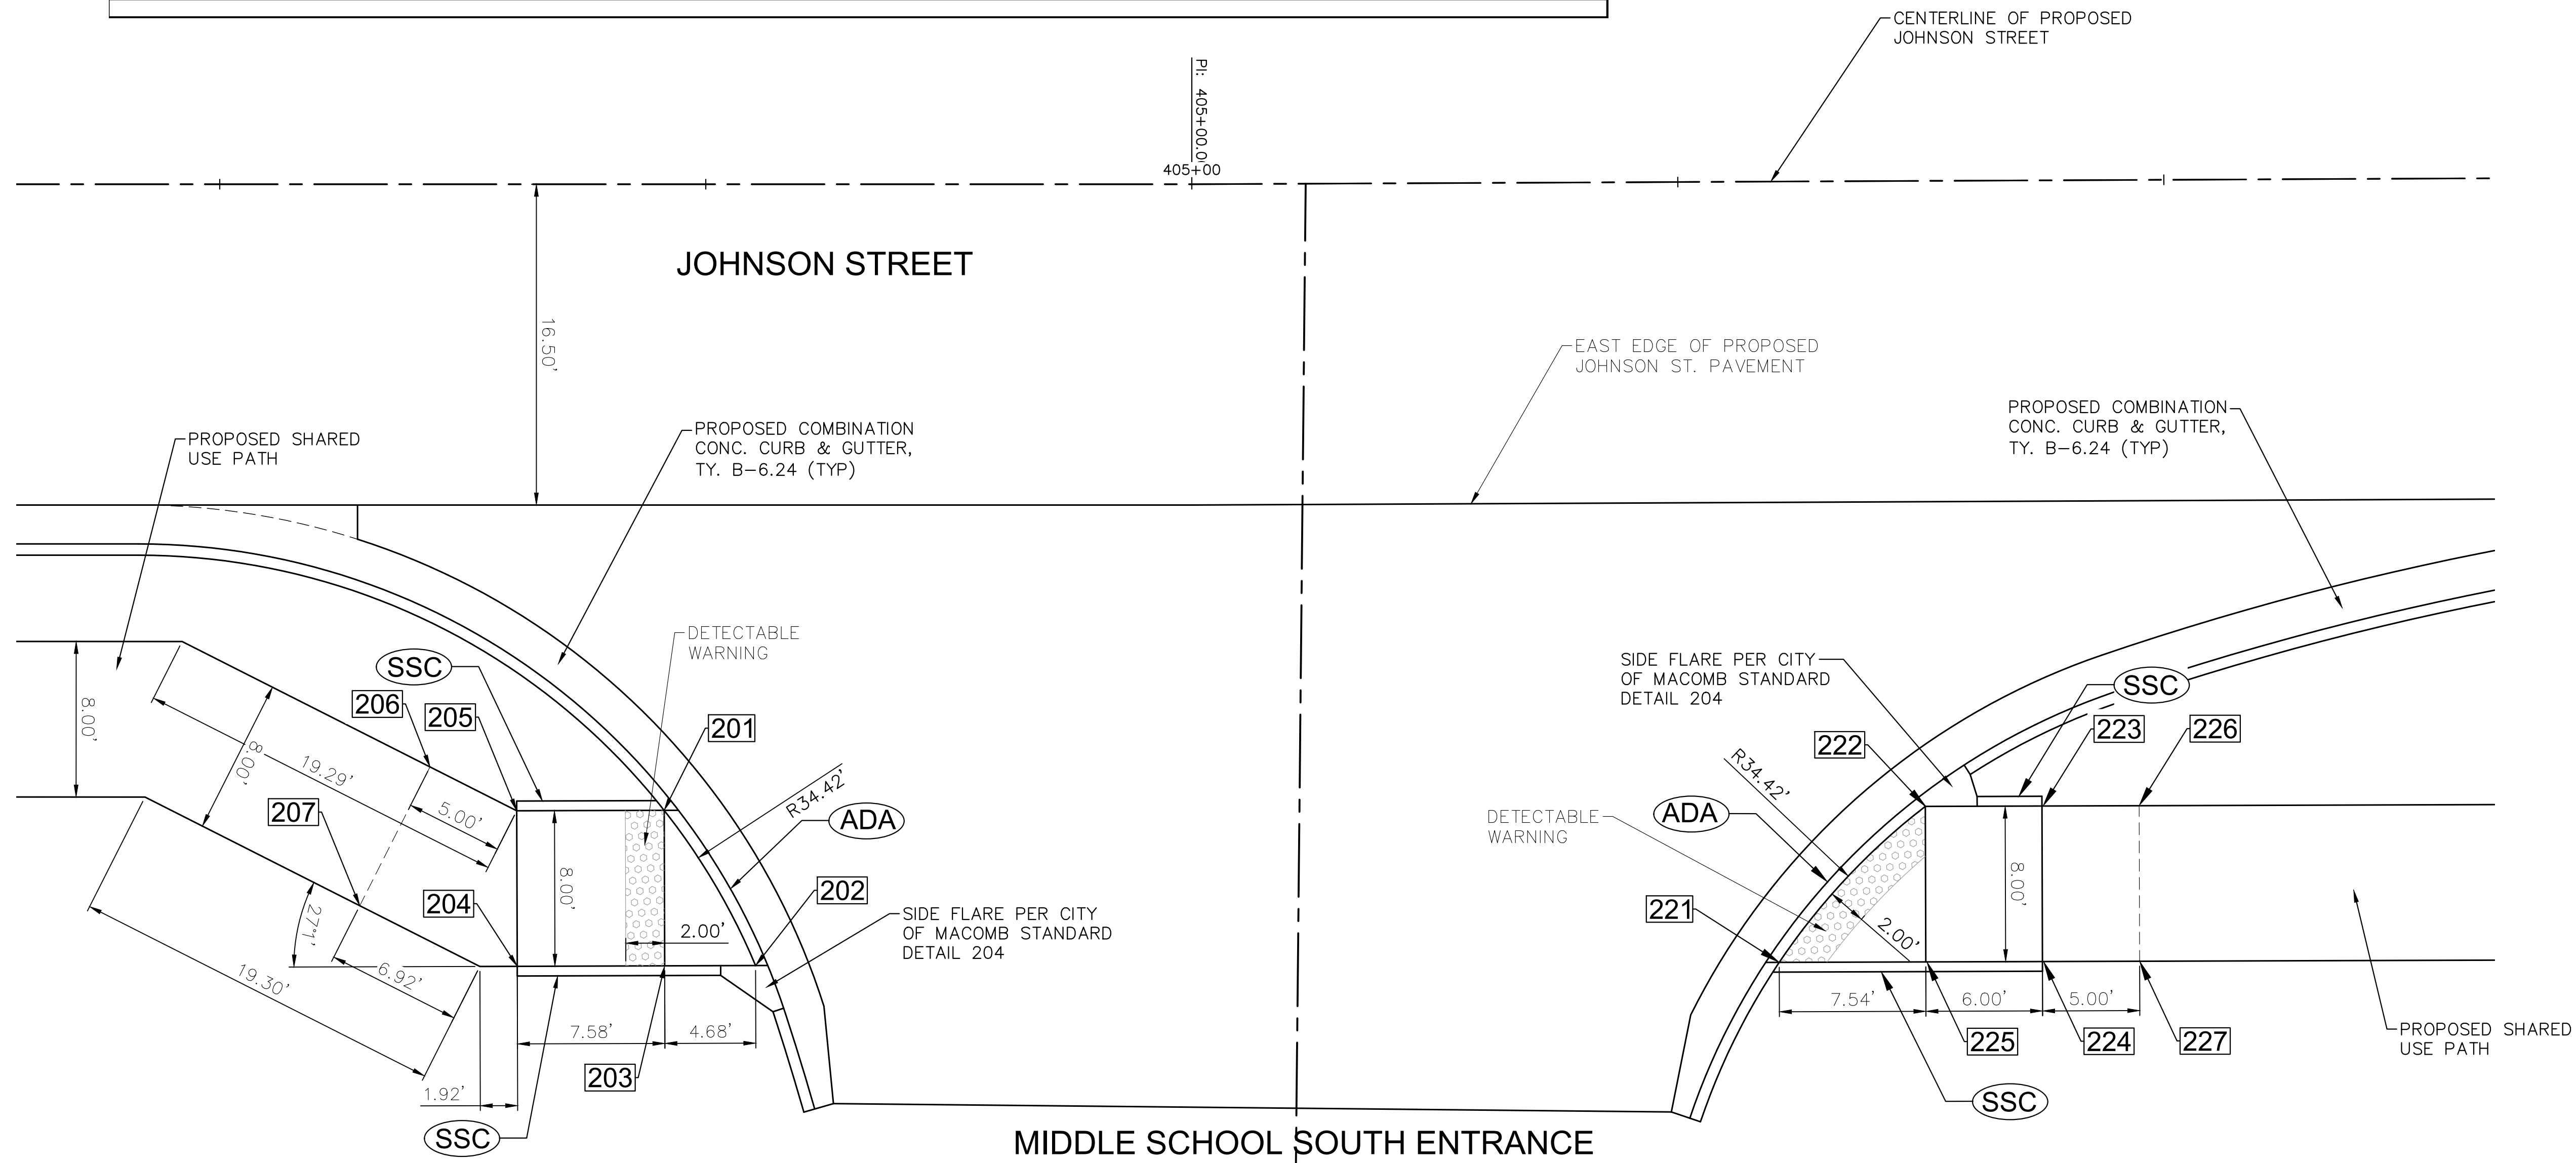 CENTERLINE OF PROPOSED
JOHNSON STREET
PI: 405+00.0
405+00
JOHNSON STREET
16.50'
EAST EDGE OF PROPOSED
JOHNSON ST. PAVEMENT
PROPOSED SHARED
USE PATH
PROPOSED COMBINATION
CONC. CURB & GUTTER,
TY. B-6.24 (TYP)
PROPOSED COMBINATION
CONC. CURB & GUTTER,
TY. B-6.24 (TYP)
DETECTABLE
WARNING
SSC
206
205
201
8.00'
8.00'
19.29'
5.00'
207
R34.42'
ADA
8.00'
204
202
2.00'
SIDE FLARE PER CITY
OF MACOMB STANDARD
DETAIL 204
27°1'
6.92'
19.30'
7.58'
4.68'
203
1.92'
SSC
SIDE FLARE PER CITY
OF MACOMB STANDARD
DETAIL 204
SSC
222
223
226
R34.42'
ADA
DETECTABLE
WARNING
8.00'
221
2.00'
7.54'
6.00'
5.00'
225
224
227
PROPOSED SHARED
USE PATH
SSC
MIDDLE SCHOOL SOUTH ENTRANCE